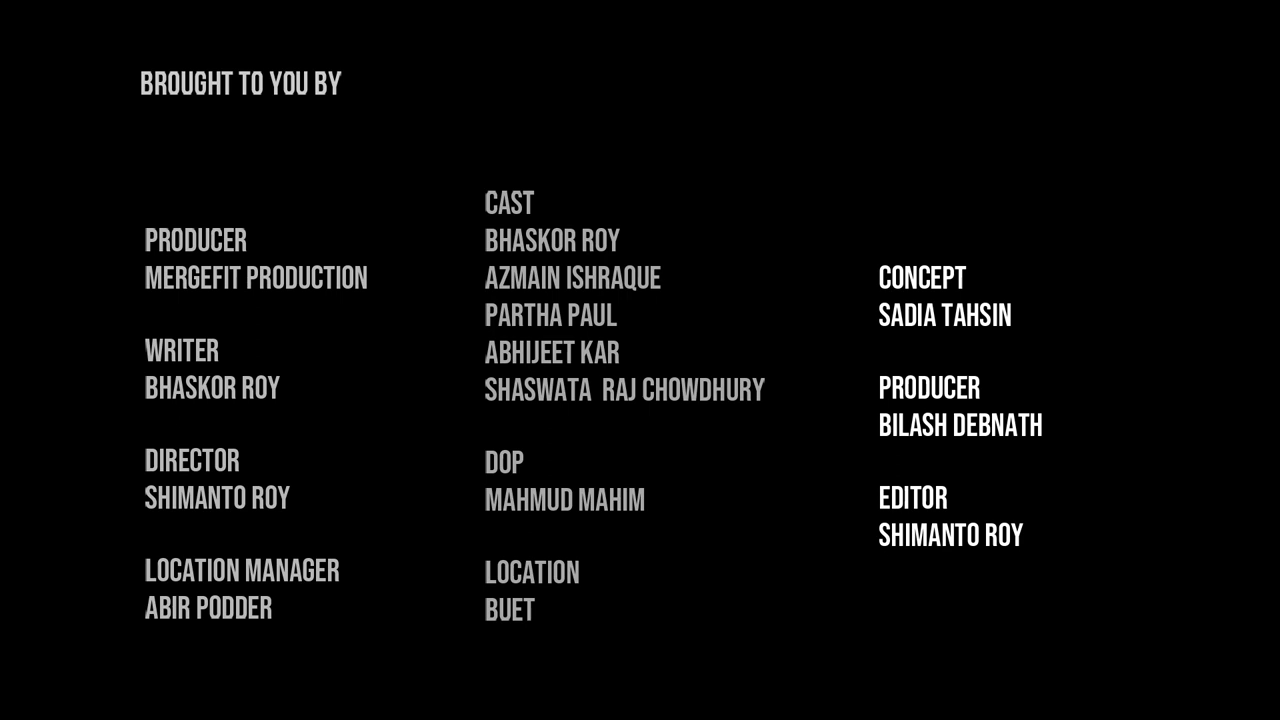 BROUGHT TO YOU BY
PRODUCER
MERGEFIT PRODUCTION
WRITER
BHASKOR ROY
DIRECTOR
SHIMANTO ROY
LOCATION MANAGER
ABIR PODDER
CAST
BHASKOR ROY
AZMAIN ISHRAQUE
PARTHA PAUL
ABHIJEET KAR
SHASWATA  RAJ CHOWDHURY
DOP
MAHMUD MAHIM
LOCATION
BUET
CONCEPT
SADIA TAHSIN
PRODUCER
BILASH DEBNATH
EDITOR
SHIMANTO ROY